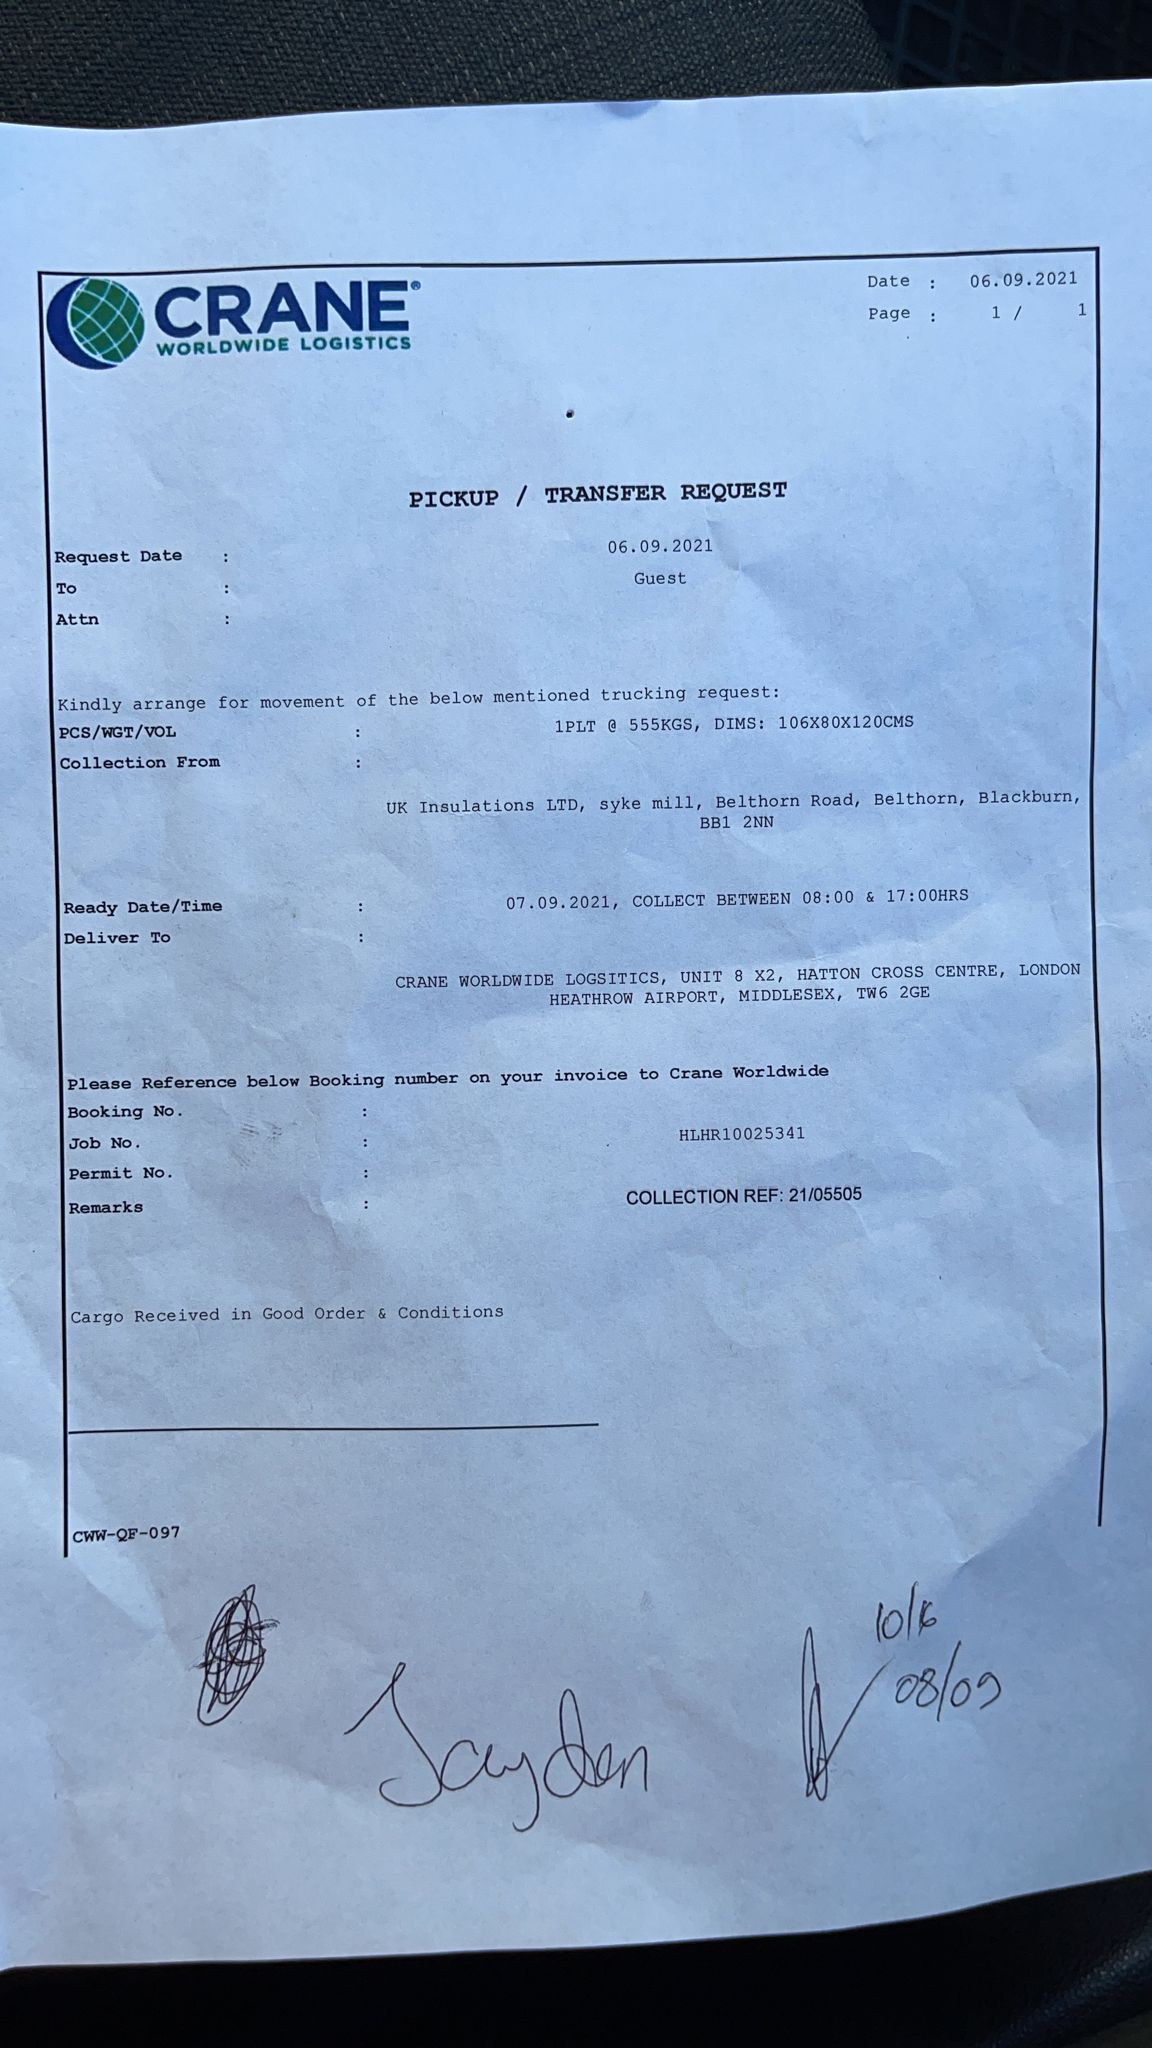 CRANE®
WORLDWIDE LOGISTICS
Date : 06.09.2021
Page : 1 / 1
PICKUP / TRANSFER REQUEST
Request Date : 06.09.2021
To : Guest
Attn :
Kindly arrange for movement of the below mentioned trucking request:
PCS/WGT/VOL : 1PLT @ 555KGS, DIMS: 106X80X120CMS
Collection From :
UK Insulations LTD, syke mill, Belthorn Road, Belthorn, Blackburn,
BB1 2NN
Ready Date/Time : 07.09.2021, COLLECT BETWEEN 08:00 & 17:00HRS
Deliver To :
CRANE WORLDWIDE LOGSITICS, UNIT 8 X2, HATTON CROSS CENTRE, LONDON
HEATHROW AIRPORT, MIDDLESEX, TW6 2GE
Please Reference below Booking number on your invoice to Crane Worldwide
Booking No. :
Job No. : HLHR10025341
Permit No. :
Remarks : COLLECTION REF: 21/05505
Cargo Received in Good Order & Conditions
CWW-QF-097
Jayden
08/09